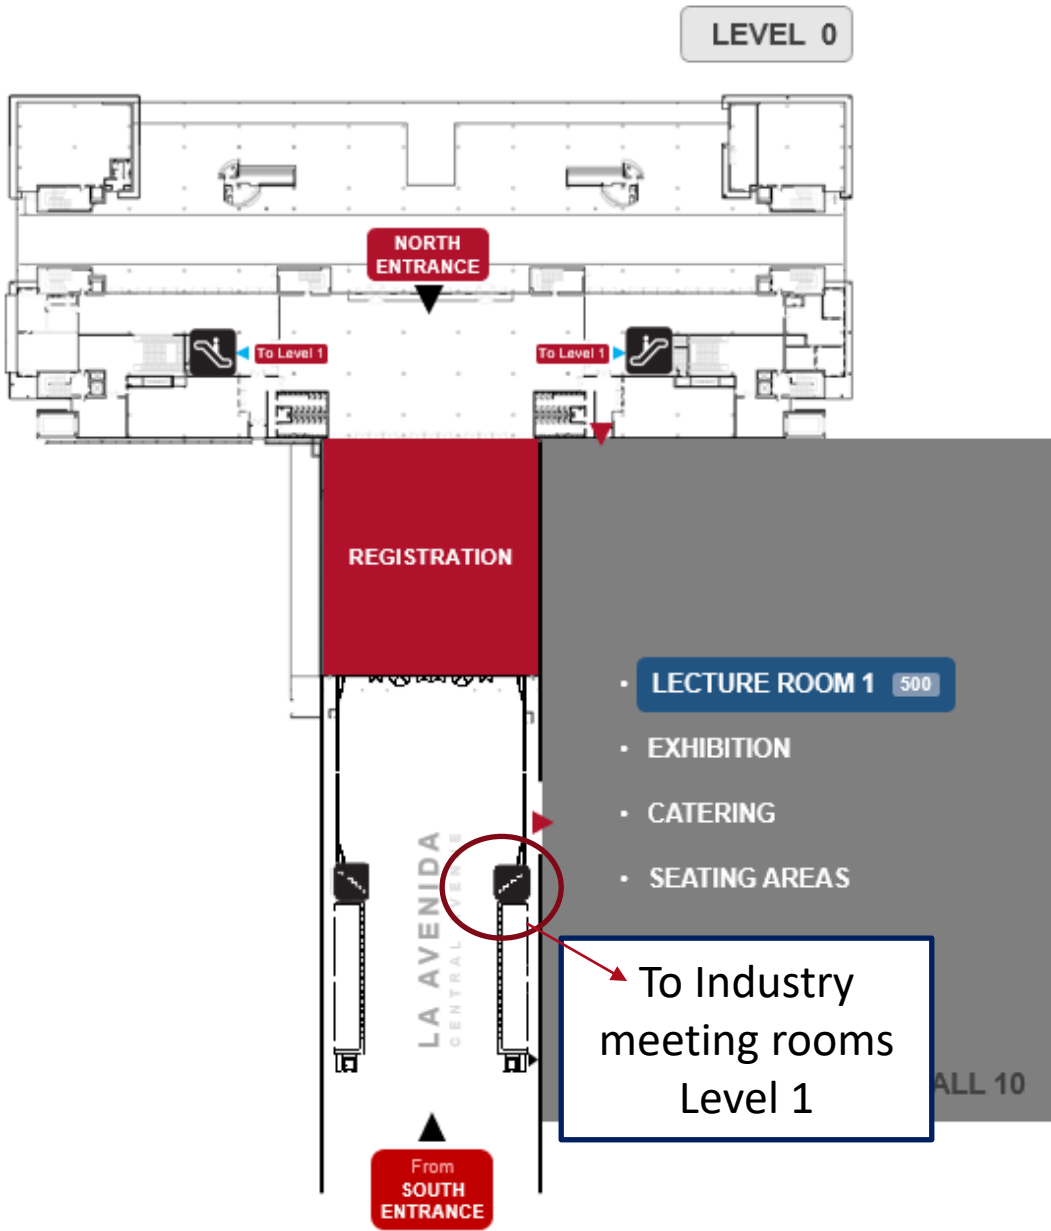 LEVEL 0
NORTH
ENTRANCE
To Level 1
To Level 1
REGISTRATION
LECTURE ROOM 1 500
EXHIBITION
CATERING
SEATING AREAS
LA AVENIDA
CENTRAL AVENUE
To Industry
meeting rooms
Level 1
ALL 10
From
SOUTH
ENTRANCE